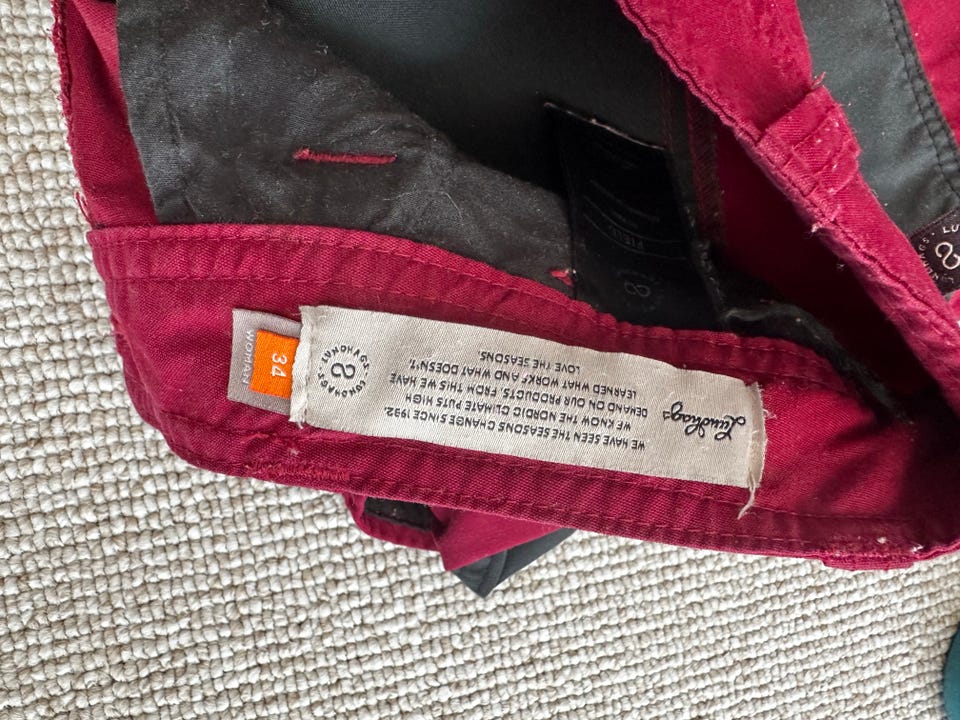 Lundhags
WE HAVE SEEN THE SEASONS CHANGE SINCE 1932.
WE KNOW THE NORDIC CLIMATE PUTS HIGH
DEMAND ON OUR PRODUCTS. FROM THIS WE HAVE
LEARNED WHAT WORKS AND WHAT DOESN'T.
LOVE THE SEASONS.
LUNDHAGS · LUNDHAGS ·
34
WOMAN